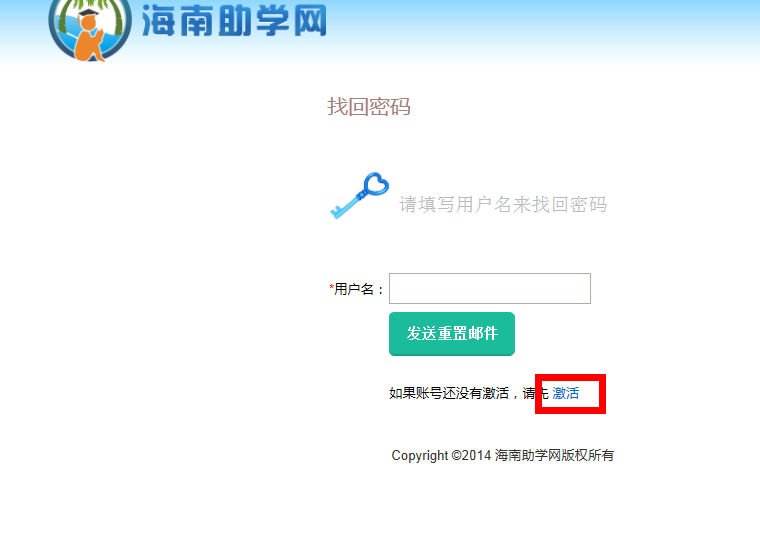 海南助学网
找回密码
请填写用户名来找回密码
*用户名：
发送重置邮件
如果账号还没有激活，请先 激活
Copyright ©2014 海南助学网版权所有